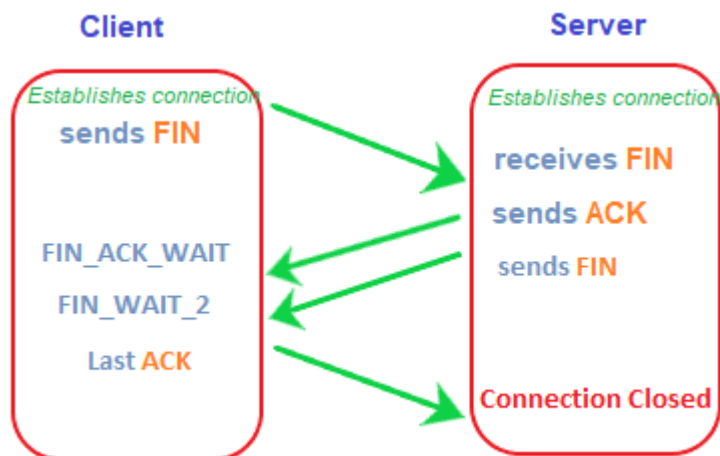 Client
Server
Establishes connection
sends FIN
FIN_ACK_WAIT
FIN_WAIT_2
Last ACK
Establishes connection
receives FIN
sends ACK
sends FIN
Connection Closed